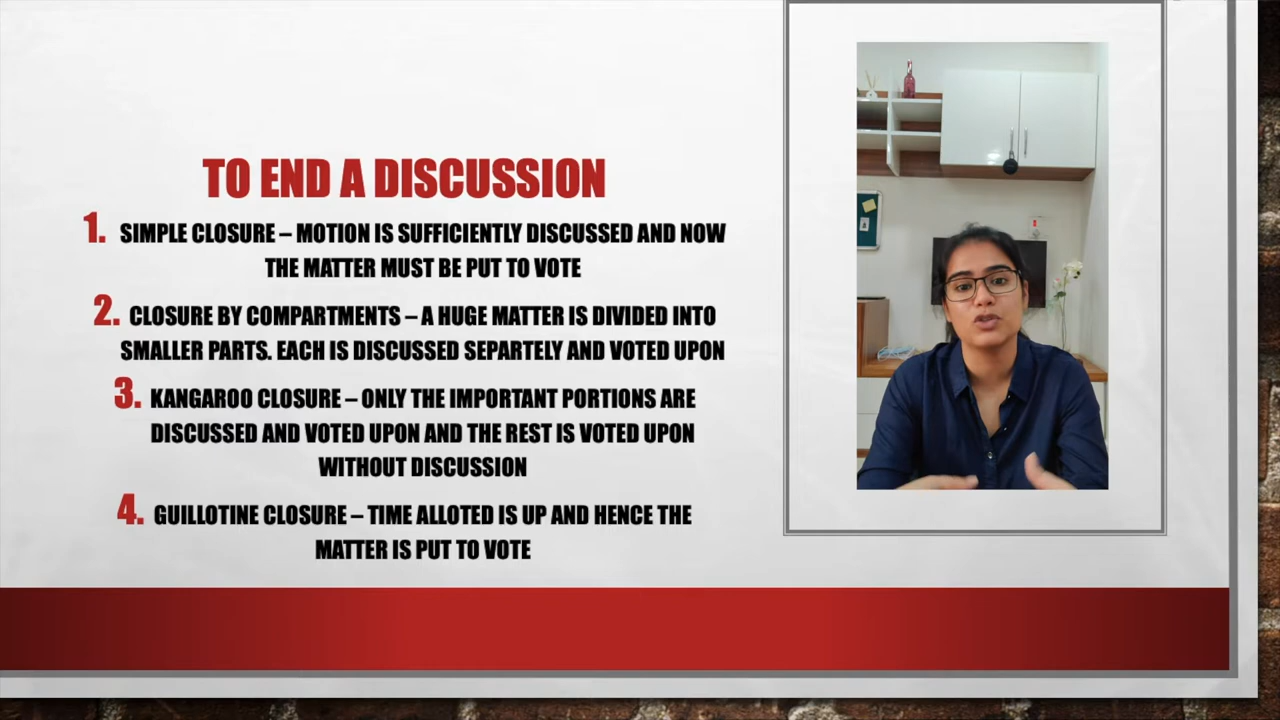 TO END A DISCUSSION
1. SIMPLE CLOSURE – MOTION IS SUFFICIENTLY DISCUSSED AND NOW
THE MATTER MUST BE PUT TO VOTE
2. CLOSURE BY COMPARTMENTS – A HUGE MATTER IS DIVIDED INTO
SMALLER PARTS. EACH IS DISCUSSED SEPARTELY AND VOTED UPON
3. KANGAROO CLOSURE – ONLY THE IMPORTANT PORTIONS ARE
DISCUSSED AND VOTED UPON AND THE REST IS VOTED UPON
WITHOUT DISCUSSION
4. GUILLOTINE CLOSURE – TIME ALLOTED IS UP AND HENCE THE
MATTER IS PUT TO VOTE